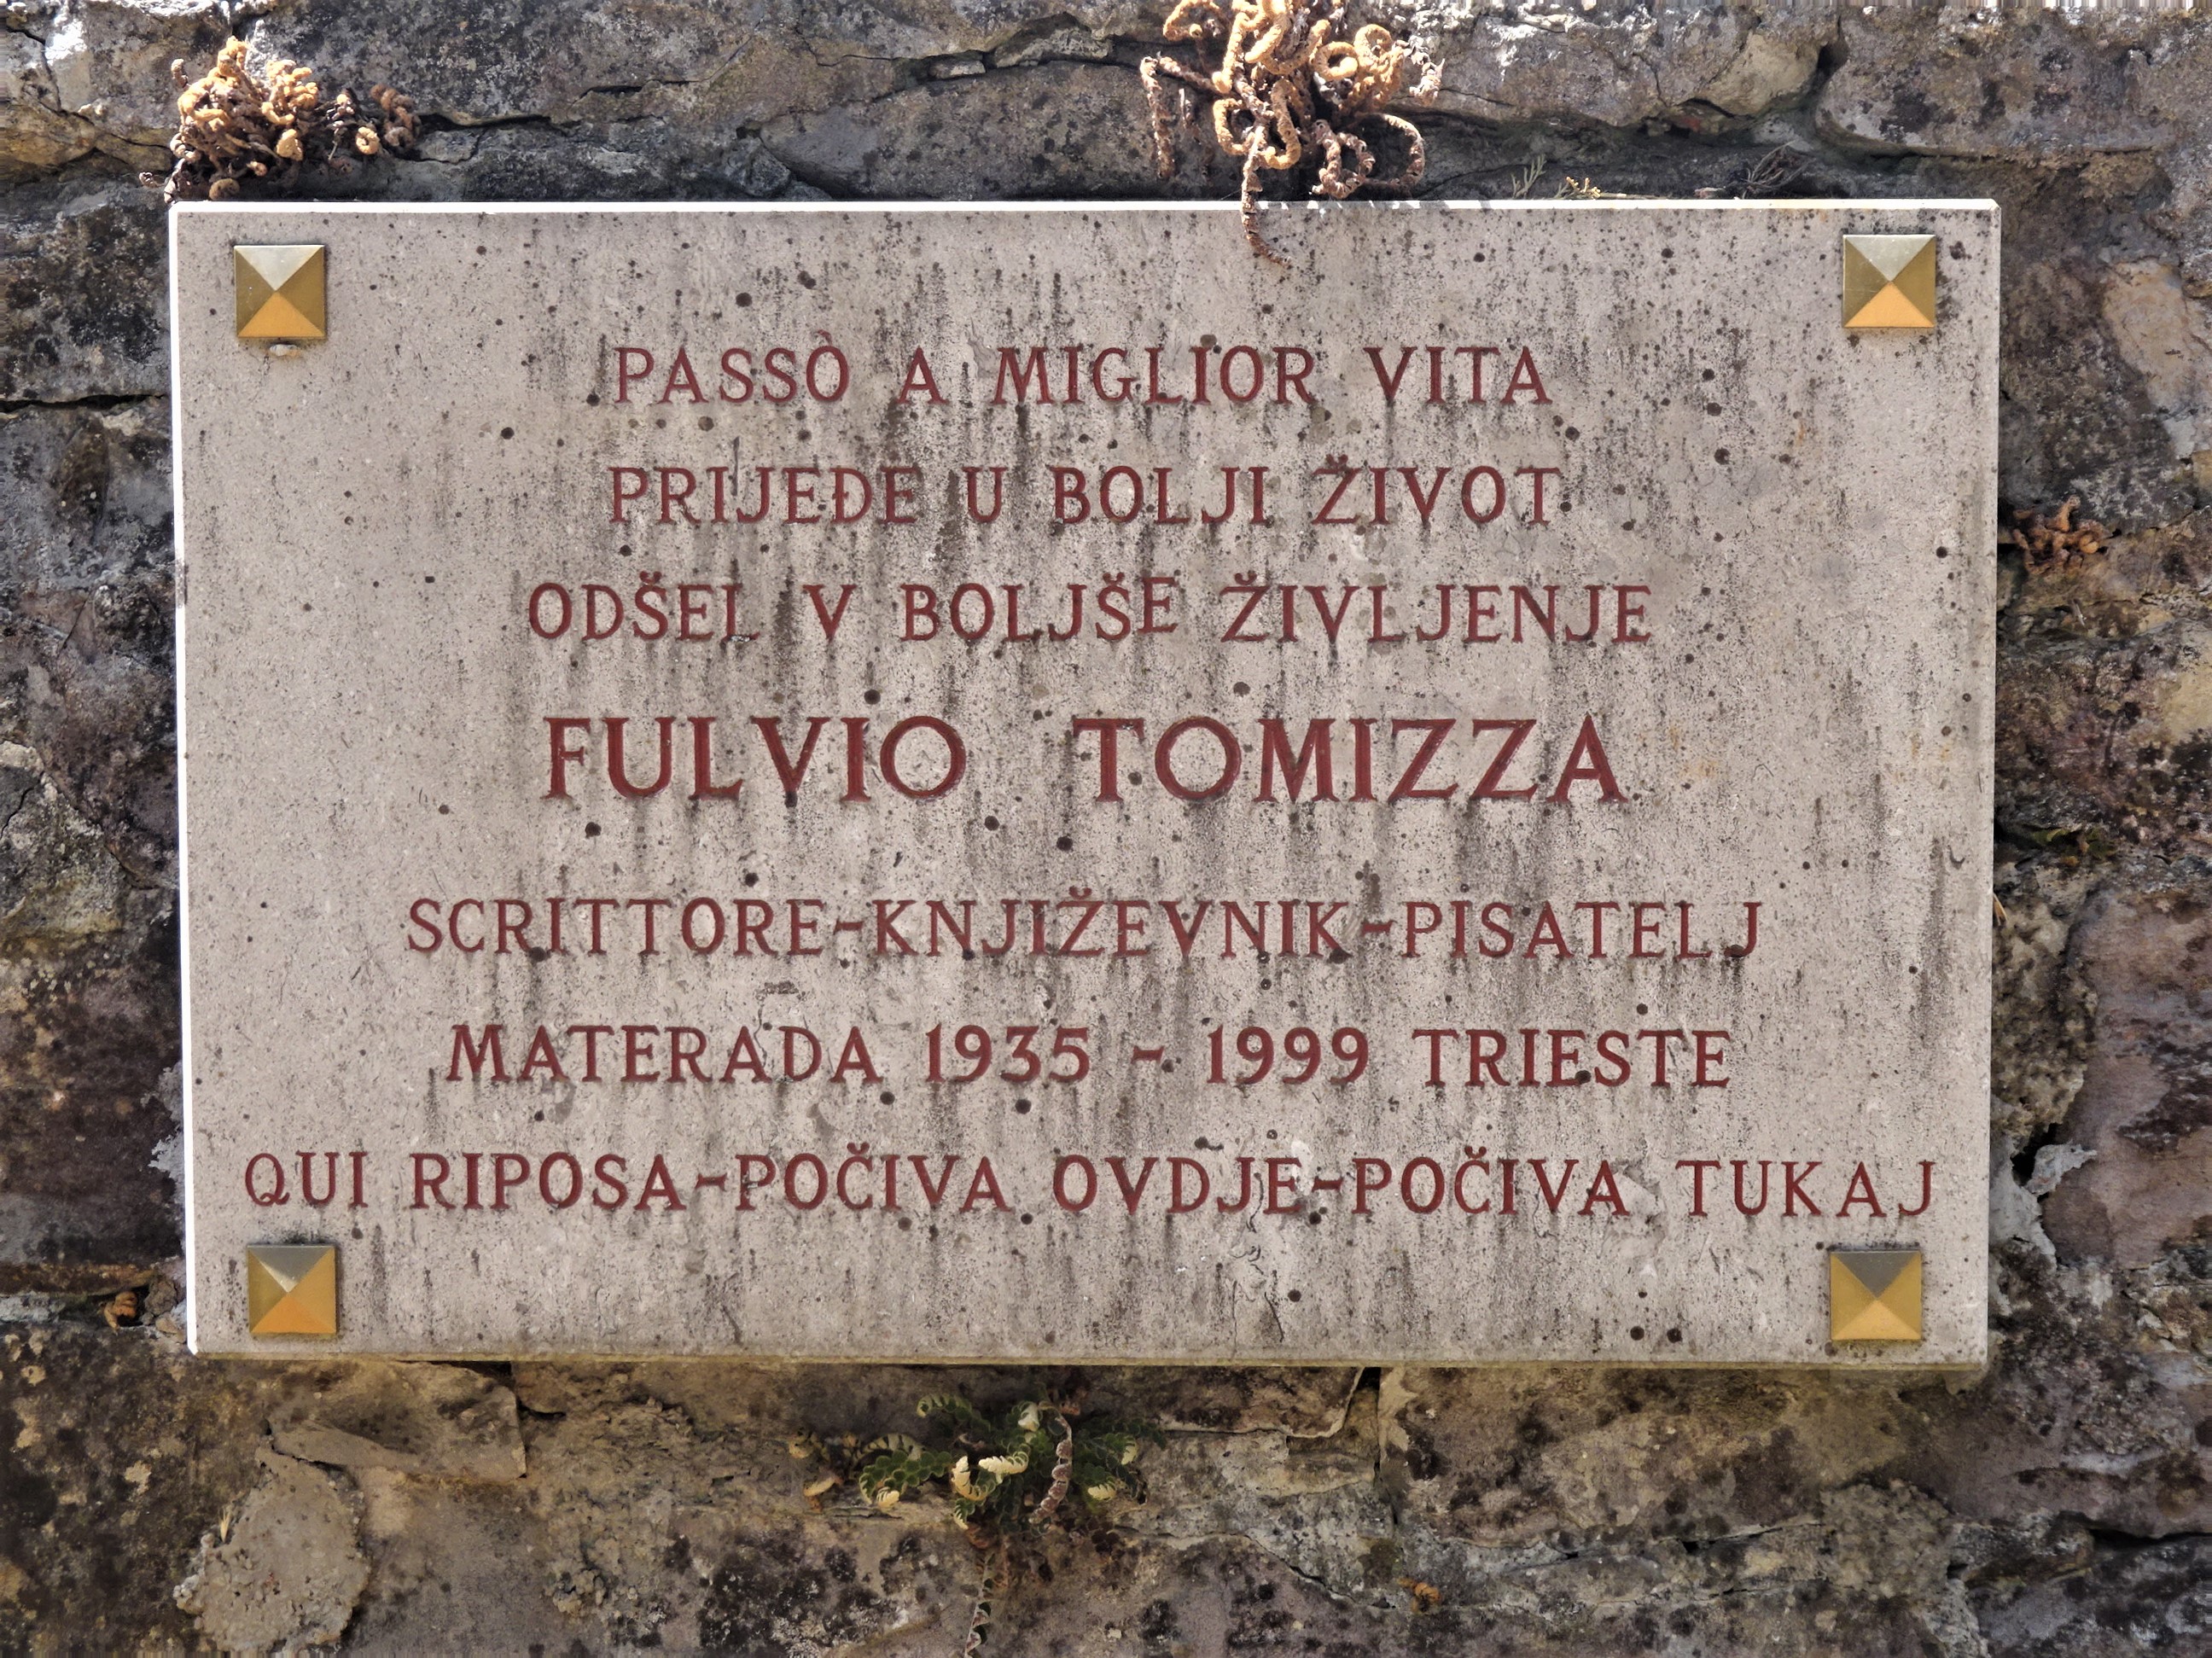 PASSÒ A MIGLIOR VITA
PRIJEĐE U BOLJI ŽIVOT
ODŠEL V BOLJŠE ŽIVLJENJE
FULVIO TOMIZZA
SCRITTORE-KNJIŽEVNIK-PISATELJ
MATERADA 1935 - 1999 TRIESTE
QUI RIPOSA-POČIVA OVDJE-POČIVA TUKAJ